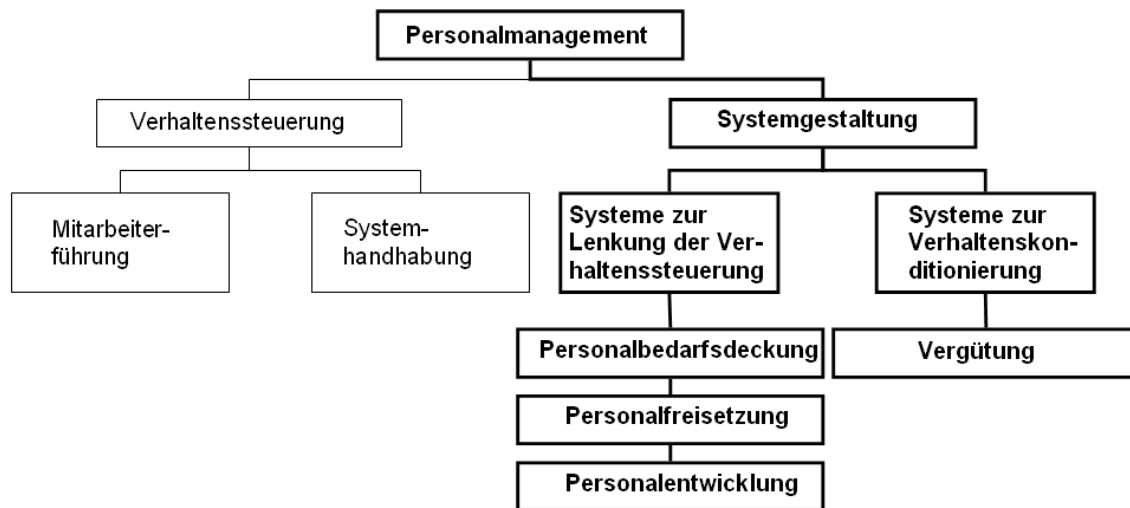 Personalmanagement
Verhaltenssteuerung
Systemgestaltung
Mitarbeiter-
führung
System-
handhabung
Systeme zur
Lenkung der Ver-
haltenssteuerung
Systeme zur
Verhaltenskon-
ditionierung
Personalbedarfsdeckung
Vergütung
Personalfreisetzung
Personalentwicklung